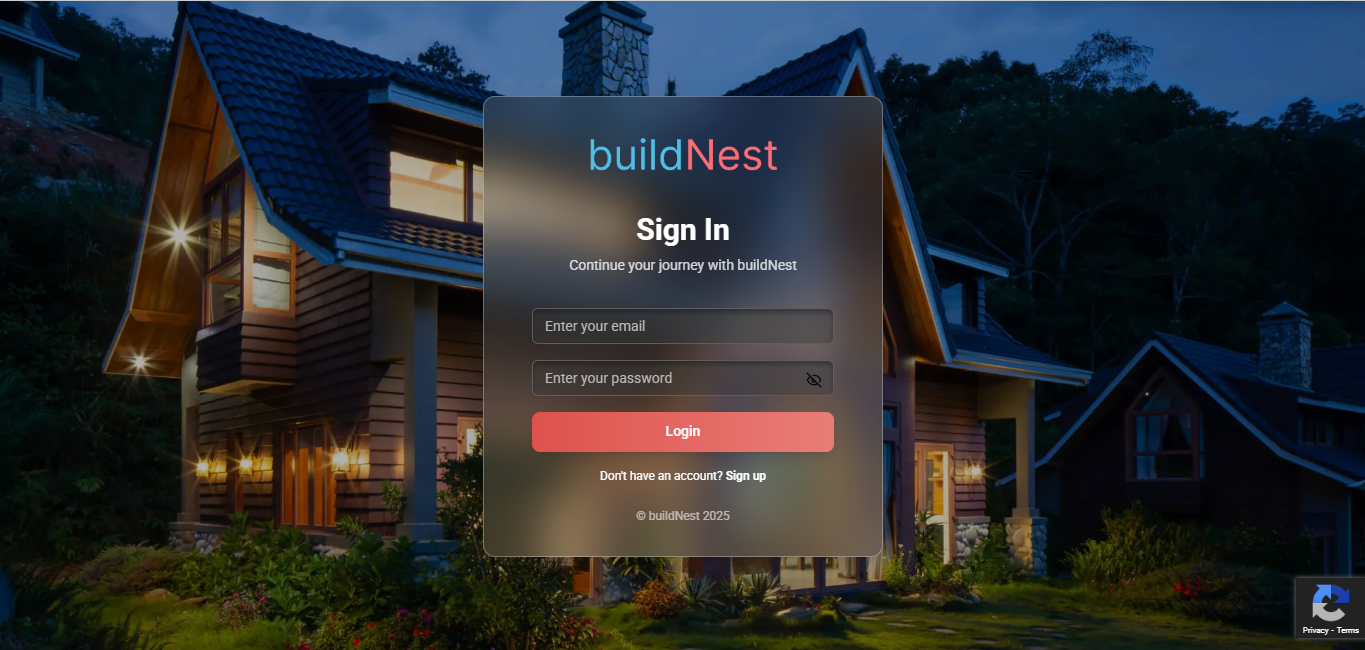 buildNest
Sign In
Continue your journey with buildNest
Enter your email
Enter your password
Login
Don't have an account? Sign up
© buildNest 2025
Privacy - Terms